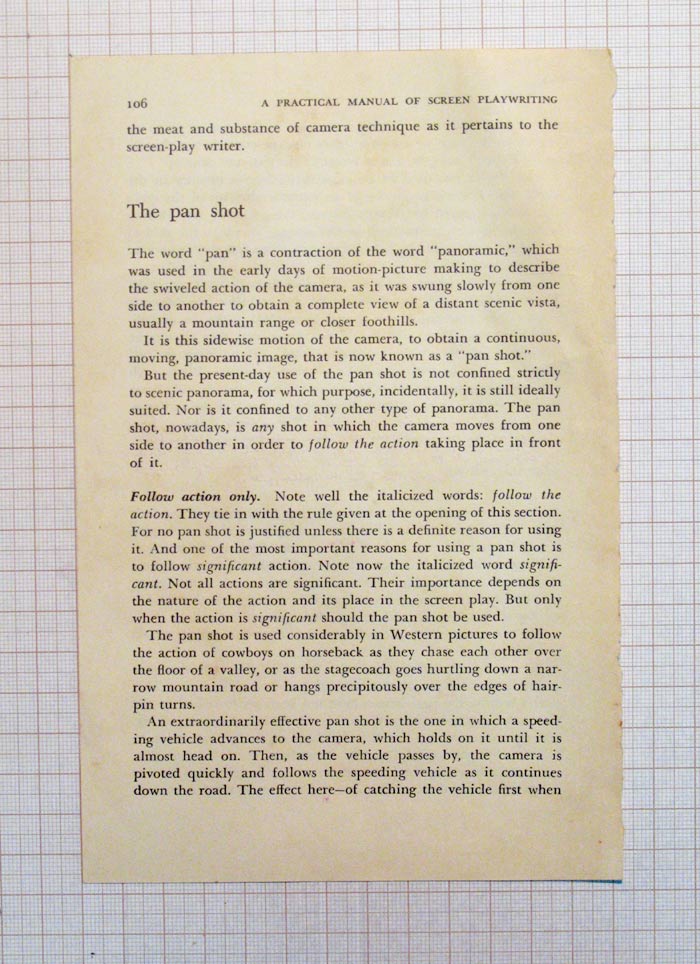 106 A PRACTICAL MANUAL OF SCREEN PLAYWRITING
the meat and substance of camera technique as it pertains to the
screen-play writer.
The pan shot
The word “pan” is a contraction of the word “panoramic,” which
was used in the early days of motion-picture making to describe
the swiveled action of the camera, as it was swung slowly from one
side to another to obtain a complete view of a distant scenic vista,
usually a mountain range or closer foothills.
It is this sidewise motion of the camera, to obtain a continuous,
moving, panoramic image, that is now known as a “pan shot.”
But the present-day use of the pan shot is not confined strictly
to scenic panorama, for which purpose, incidentally, it is still ideally
suited. Nor is it confined to any other type of panorama. The pan
shot, nowadays, is any shot in which the camera moves from one
side to another in order to follow the action taking place in front
of it.
Follow action only. Note well the italicized words: follow the
action. They tie in with the rule given at the opening of this section.
For no pan shot is justified unless there is a definite reason for using
it. And one of the most important reasons for using a pan shot is
to follow significant action. Note now the italicized word signifi-
cant. Not all actions are significant. Their importance depends on
the nature of the action and its place in the screen play. But only
when the action is significant should the pan shot be used.
The pan shot is used considerably in Western pictures to follow
the action of cowboys on horseback as they chase each other over
the floor of a valley, or as the stagecoach goes hurtling down a nar-
row mountain road or hangs precipitously over the edges of hair-
pin turns.
An extraordinarily effective pan shot is the one in which a speed-
ing vehicle advances to the camera, which holds on it until it is
almost head on. Then, as the vehicle passes by, the camera is
pivoted quickly and follows the speeding vehicle as it continues
down the road. The effect here—of catching the vehicle first when